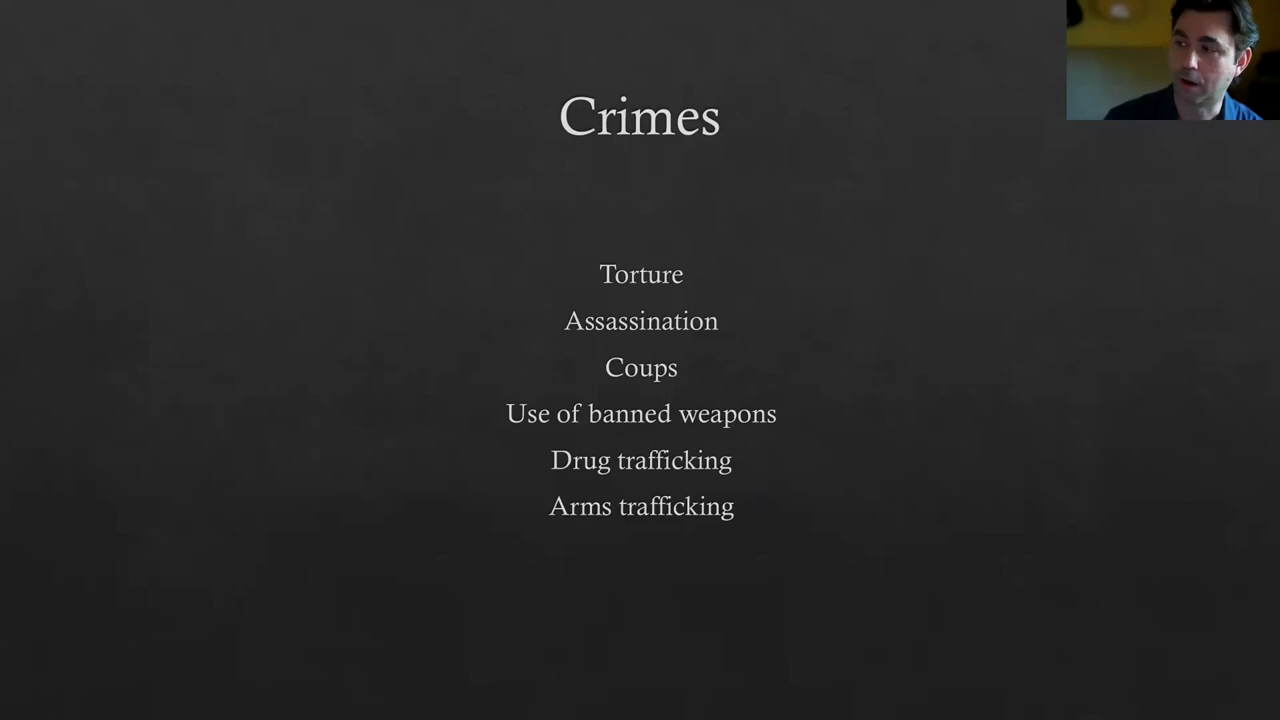 Crimes
Torture
Assassination
Coups
Use of banned weapons
Drug trafficking
Arms trafficking